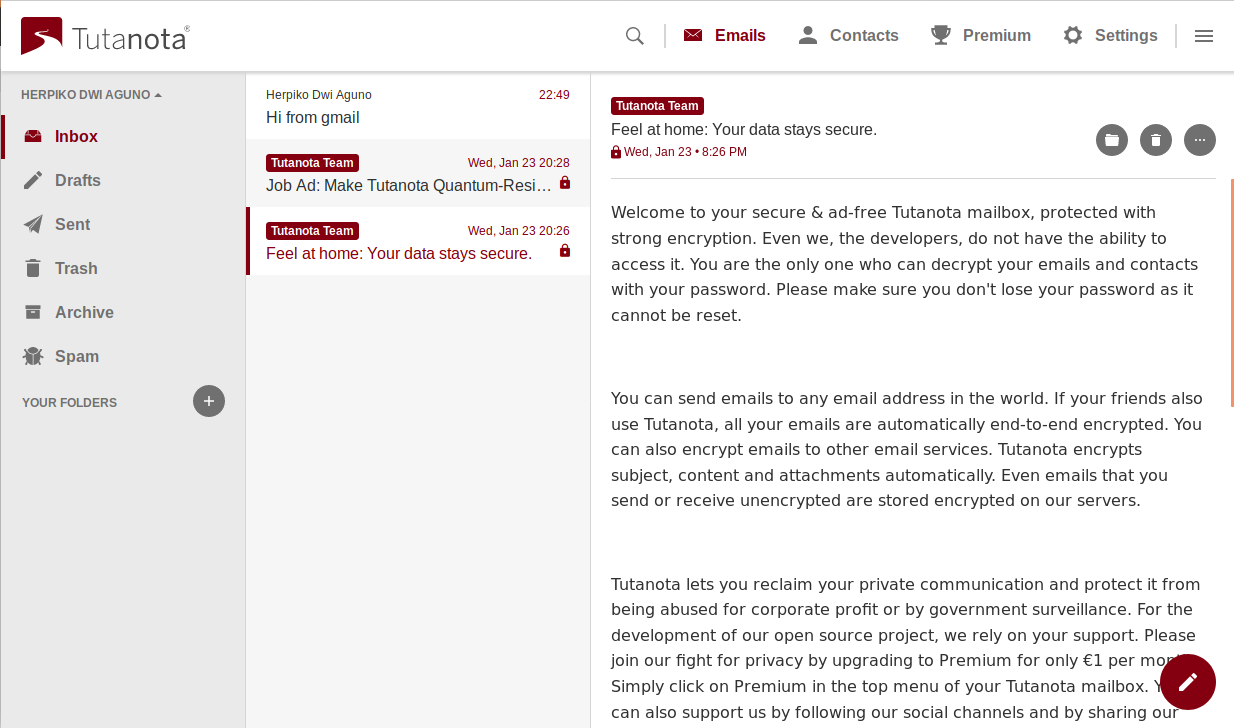 Tutanota®
Emails
Contacts
Premium
Settings
HERPIKO DWI AGUNO
Inbox
Drafts
Sent
Trash
Archive
Spam
YOUR FOLDERS
Herpiko Dwi Aguno 22:49
Hi from gmail
Tutanota Team Wed, Jan 23 20:28
Job Ad: Make Tutanota Quantum-Resi…
Tutanota Team Wed, Jan 23 20:26
Feel at home: Your data stays secure.
Tutanota Team
Feel at home: Your data stays secure.
Wed, Jan 23 • 8:26 PM
Welcome to your secure & ad-free Tutanota mailbox, protected with
strong encryption. Even we, the developers, do not have the ability to
access it. You are the only one who can decrypt your emails and contacts
with your password. Please make sure you don't lose your password as it
cannot be reset.
You can send emails to any email address in the world. If your friends also
use Tutanota, all your emails are automatically end-to-end encrypted. You
can also encrypt emails to other email services. Tutanota encrypts
subject, content and attachments automatically. Even emails that you
send or receive unencrypted are stored encrypted on our servers.
Tutanota lets you reclaim your private communication and protect it from
being abused for corporate profit or by government surveillance. For the
development of our open source project, we rely on your support. Please
join our fight for privacy by upgrading to Premium for only €1 per
Simply click on Premium in the top menu of your Tutanota mailbox.
can also support us by following our social channels and by sharing our